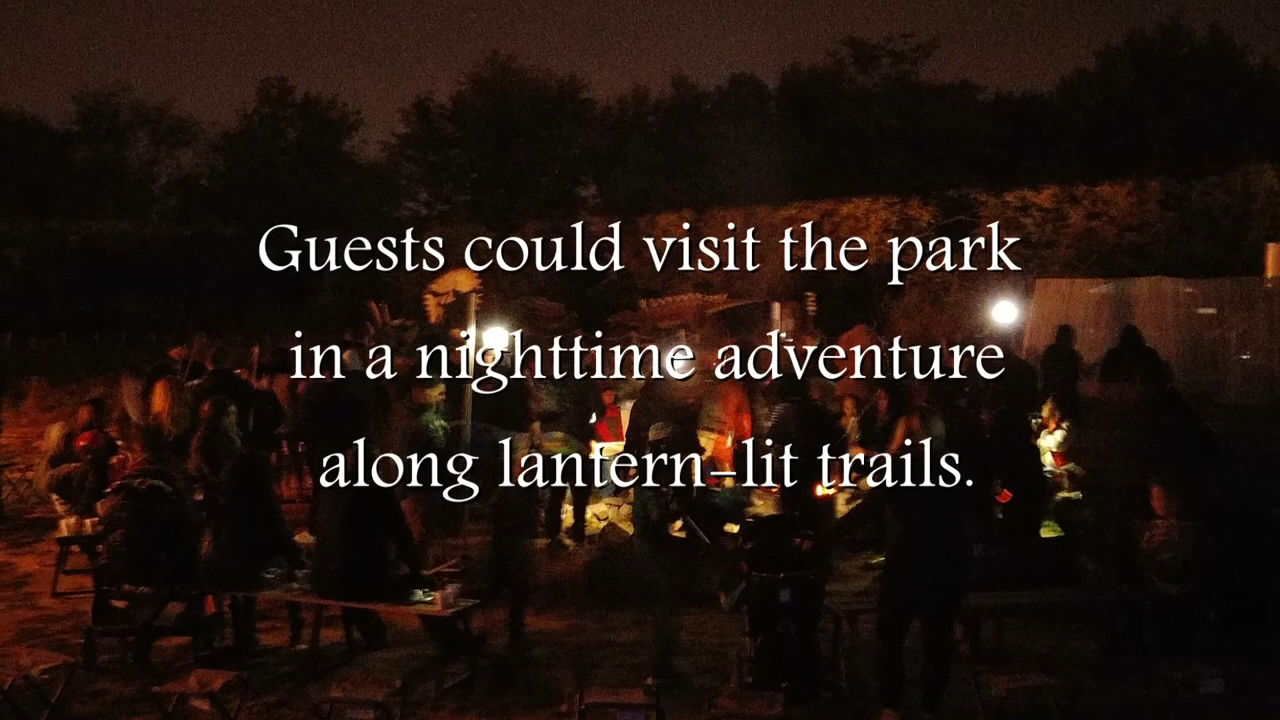 Guests could visit the park
in a nighttime adventure
along lantern-lit trails.